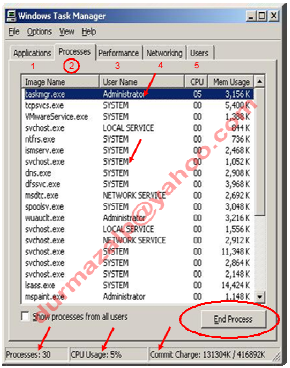 Windows Task Manager
File Options View Help
Applications Processes Performance Networking Users
1 2 3 4 5
Image Name User Name CPU Mem Usage
taskmgr.exe Administrator 05 3,156 K
tcpsvcs.exe SYSTEM 00 5,400 K
VMwareService.exe SYSTEM 00 1,388 K
svchost.exe LOCAL SERVICE 00 844 K
ntfrs.exe SYSTEM 00 736 K
ismserv.exe SYSTEM 00 2,468 K
svchost.exe SYSTEM 00 1,052 K
dns.exe SYSTEM 00 2,908 K
dfssvc.exe SYSTEM 00 3,968 K
msdtc.exe NETWORK SERVICE 00 2,692 K
spoolsv.exe SYSTEM 00 3,048 K
wuauclt.exe Administrator 00 3,216 K
svchost.exe LOCAL SERVICE 00 1,556 K
svchost.exe NETWORK SERVICE 00 2,912 K
svchost.exe SYSTEM 00 11,348 K
svchost.exe SYSTEM 00 2,864 K
svchost.exe SYSTEM 00 2,148 K
lsass.exe SYSTEM 00 14,424 K
mspaint.exe Administrator 00 1,148 K
durmazalla@yahoo.com
Show processes from all users End Process
Processes: 30 CPU Usage: 5% Commit Charge: 131304K / 416892K